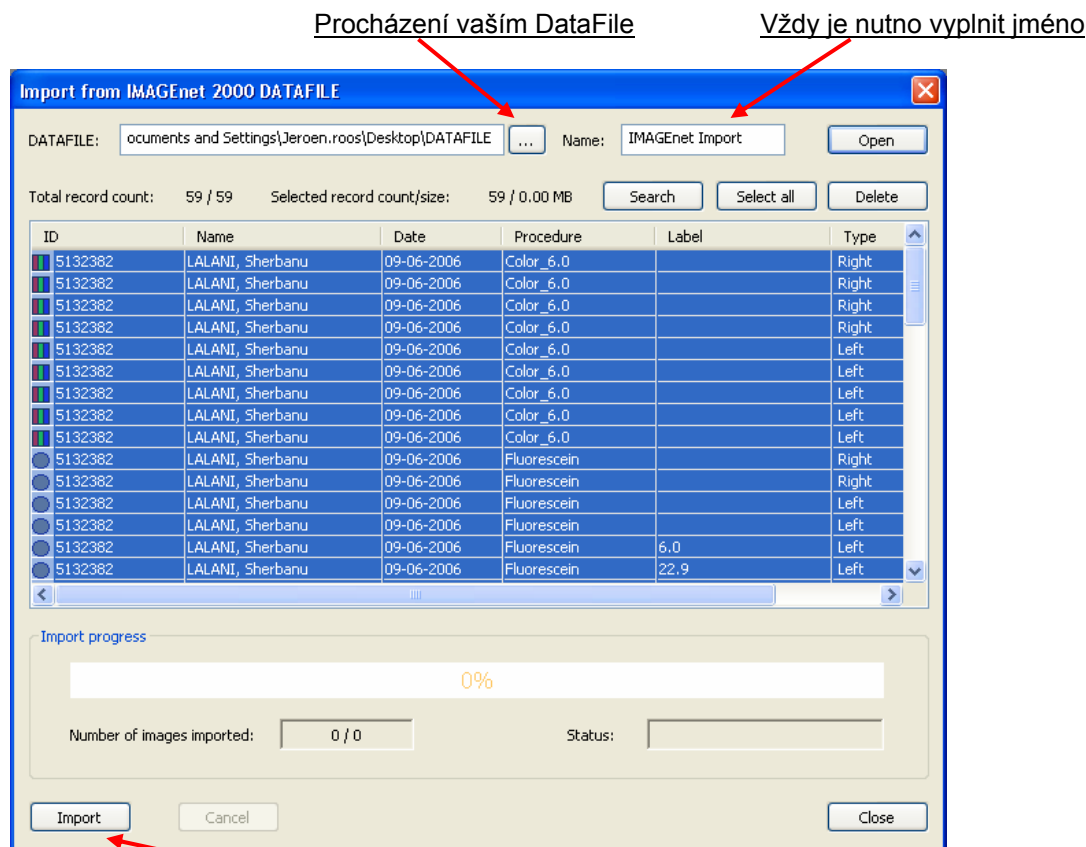 Procházení vaším DataFile Vždy je nutno vyplnit jméno
Import from IMAGEnet 2000 DATAFILE
DATAFILE: ocuments and Settings\Jeroen.roos\Desktop\DATAFILE ... Name: IMAGEnet Import Open
Total record count: 59 / 59 Selected record count/size: 59 / 0.00 MB Search Select all Delete
ID Name Date Procedure Label Type
5132382 LALANI, Sherbanu 09-06-2006 Color_6.0 Right
5132382 LALANI, Sherbanu 09-06-2006 Color_6.0 Right
5132382 LALANI, Sherbanu 09-06-2006 Color_6.0 Right
5132382 LALANI, Sherbanu 09-06-2006 Color_6.0 Right
5132382 LALANI, Sherbanu 09-06-2006 Color_6.0 Left
5132382 LALANI, Sherbanu 09-06-2006 Color_6.0 Left
5132382 LALANI, Sherbanu 09-06-2006 Color_6.0 Left
5132382 LALANI, Sherbanu 09-06-2006 Color_6.0 Left
5132382 LALANI, Sherbanu 09-06-2006 Color_6.0 Left
5132382 LALANI, Sherbanu 09-06-2006 Fluorescein Right
5132382 LALANI, Sherbanu 09-06-2006 Fluorescein Right
5132382 LALANI, Sherbanu 09-06-2006 Fluorescein Left
5132382 LALANI, Sherbanu 09-06-2006 Fluorescein Left
5132382 LALANI, Sherbanu 09-06-2006 Fluorescein 6.0 Left
5132382 LALANI, Sherbanu 09-06-2006 Fluorescein 22.9 Left
Import progress
0%
Number of images imported: 0 / 0 Status:
Import Cancel Close